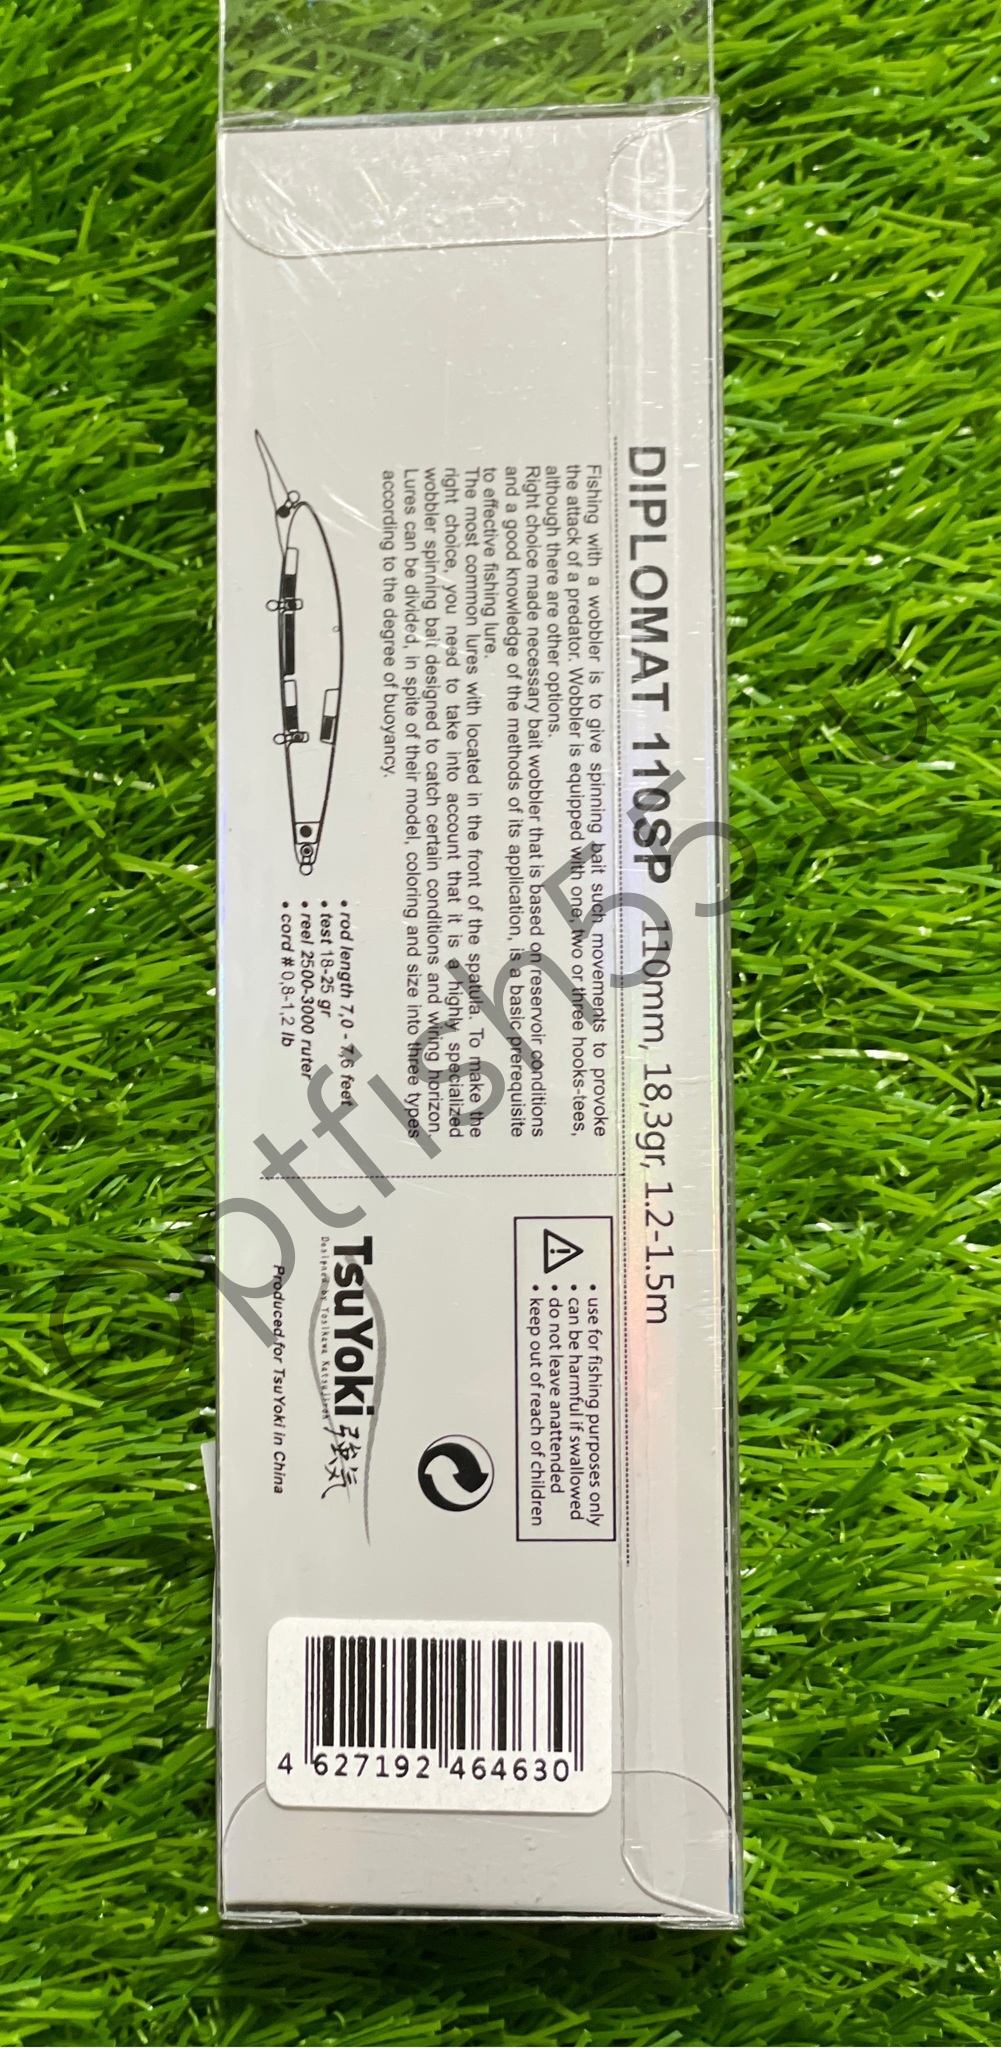 DIPLOMAT 110SP 110mm, 18,3gr, 1.2-1.5m
Fishing with a wobbler is to give spinning bait such movements to provoke
the attack of a predator. Wobbler is equipped with one, two or three hooks-tees,
although there are other options.
Right choice made necessary bait wobbler that is based on reservoir conditions
and a good knowledge of the methods of its application, is a basic prerequisite
to effective fishing lure.
The most common lures with located in the front of the spatula. To make the
right choice, you need to take into account that it is a highly specialized
wobbler spinning bait designed to catch certain conditions and wiring horizon.
Lures can be divided, in spite of their model, coloring and size into three types
according to the degree of buoyancy.
• rod length 7,0 - 7,6 feet
• test 18-25 gr
• reel 2500-3000 ruter
• cord # 0,8-1,2 lb
• use for fishing purposes only
• can be harmful if swallowed
• do not leave anattended
• keep out of reach of children
TsuYoki 強気
Designed by Tosikawa
Produced for TsuYoki in China
4 627192 464630
©ptfish55.ru